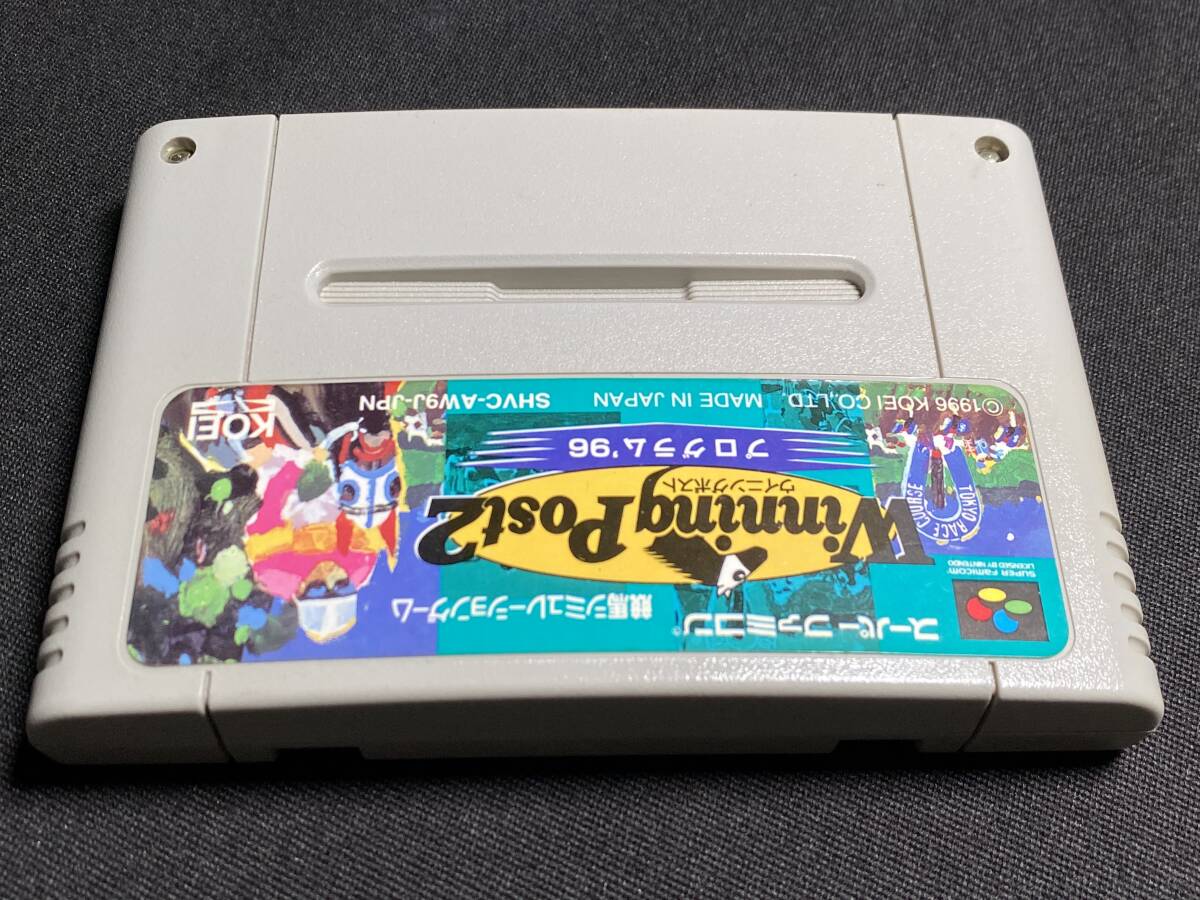 スーパーファミコン®
競馬シミュレーションゲーム
SUPER FAMICOM
LICENSED BY NINTENDO
Winning Post 2
ウイニングポスト
プログラム'96
TOKYO RACE COURSE
©1996 KOEI CO.,LTD.
MADE IN JAPAN
SHVC-AW9J-JPN
KOEI